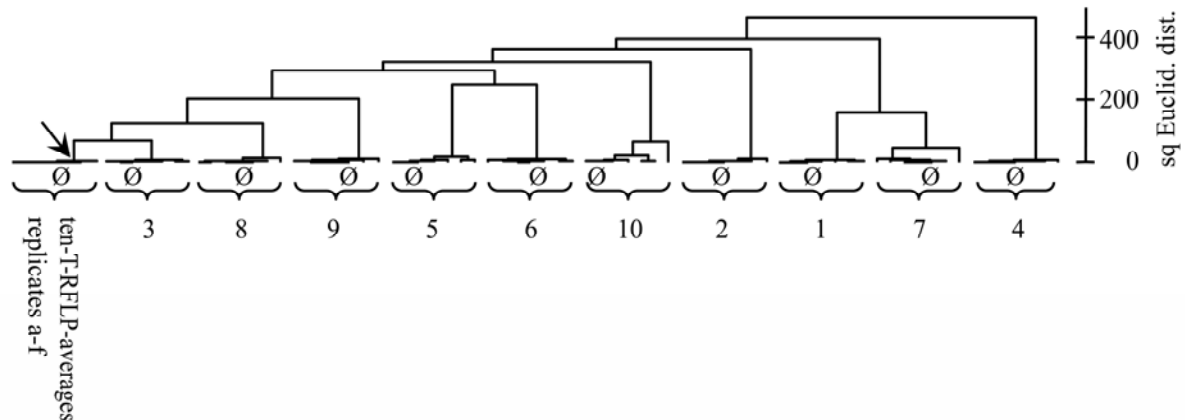 400
200
0
sq Euclid. dist.
Ø Ø Ø Ø Ø Ø Ø Ø Ø Ø Ø
3 8 9 5 6 10 2 1 7 4
ten-T-RFLP-averages
replicates a-f